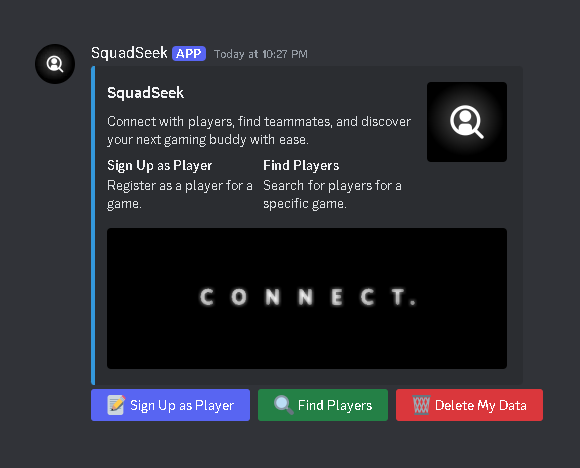 SquadSeek APP Today at 10:27 PM
SquadSeek
Connect with players, find teammates, and discover
your next gaming buddy with ease.
Sign Up as Player
Register as a player for a
game.
Find Players
Search for players for a
specific game.
CONNECT.
Sign Up as Player
Find Players
Delete My Data